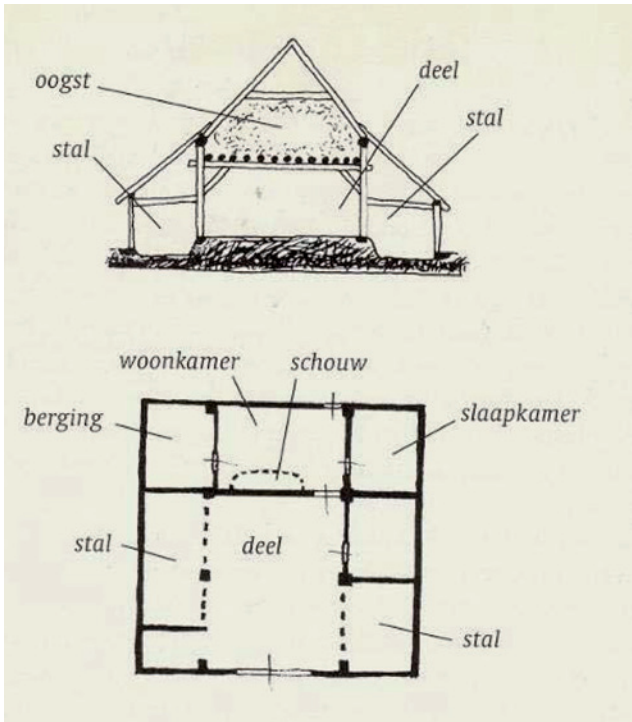 oogst
deel
stal
stal
woonkamer
schouw
berging
slaapkamer
stal
deel
stal